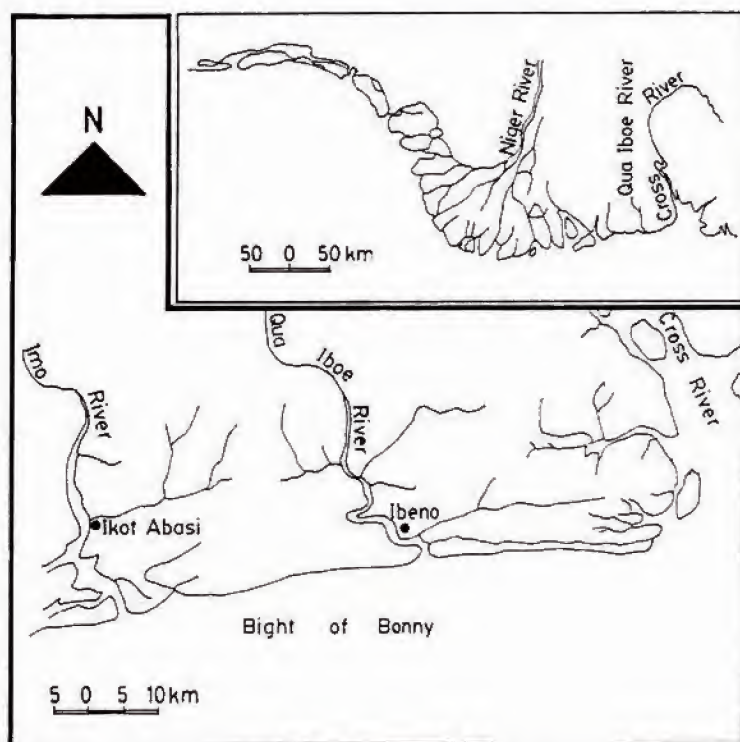 N
Niger River
Qua Iboe River
Cross River
50 0 50 km
Imo River
Qua Iboe River
Cross River
Ikot Abasi
Ibeno
Bight of Bonny
5 0 5 10 km